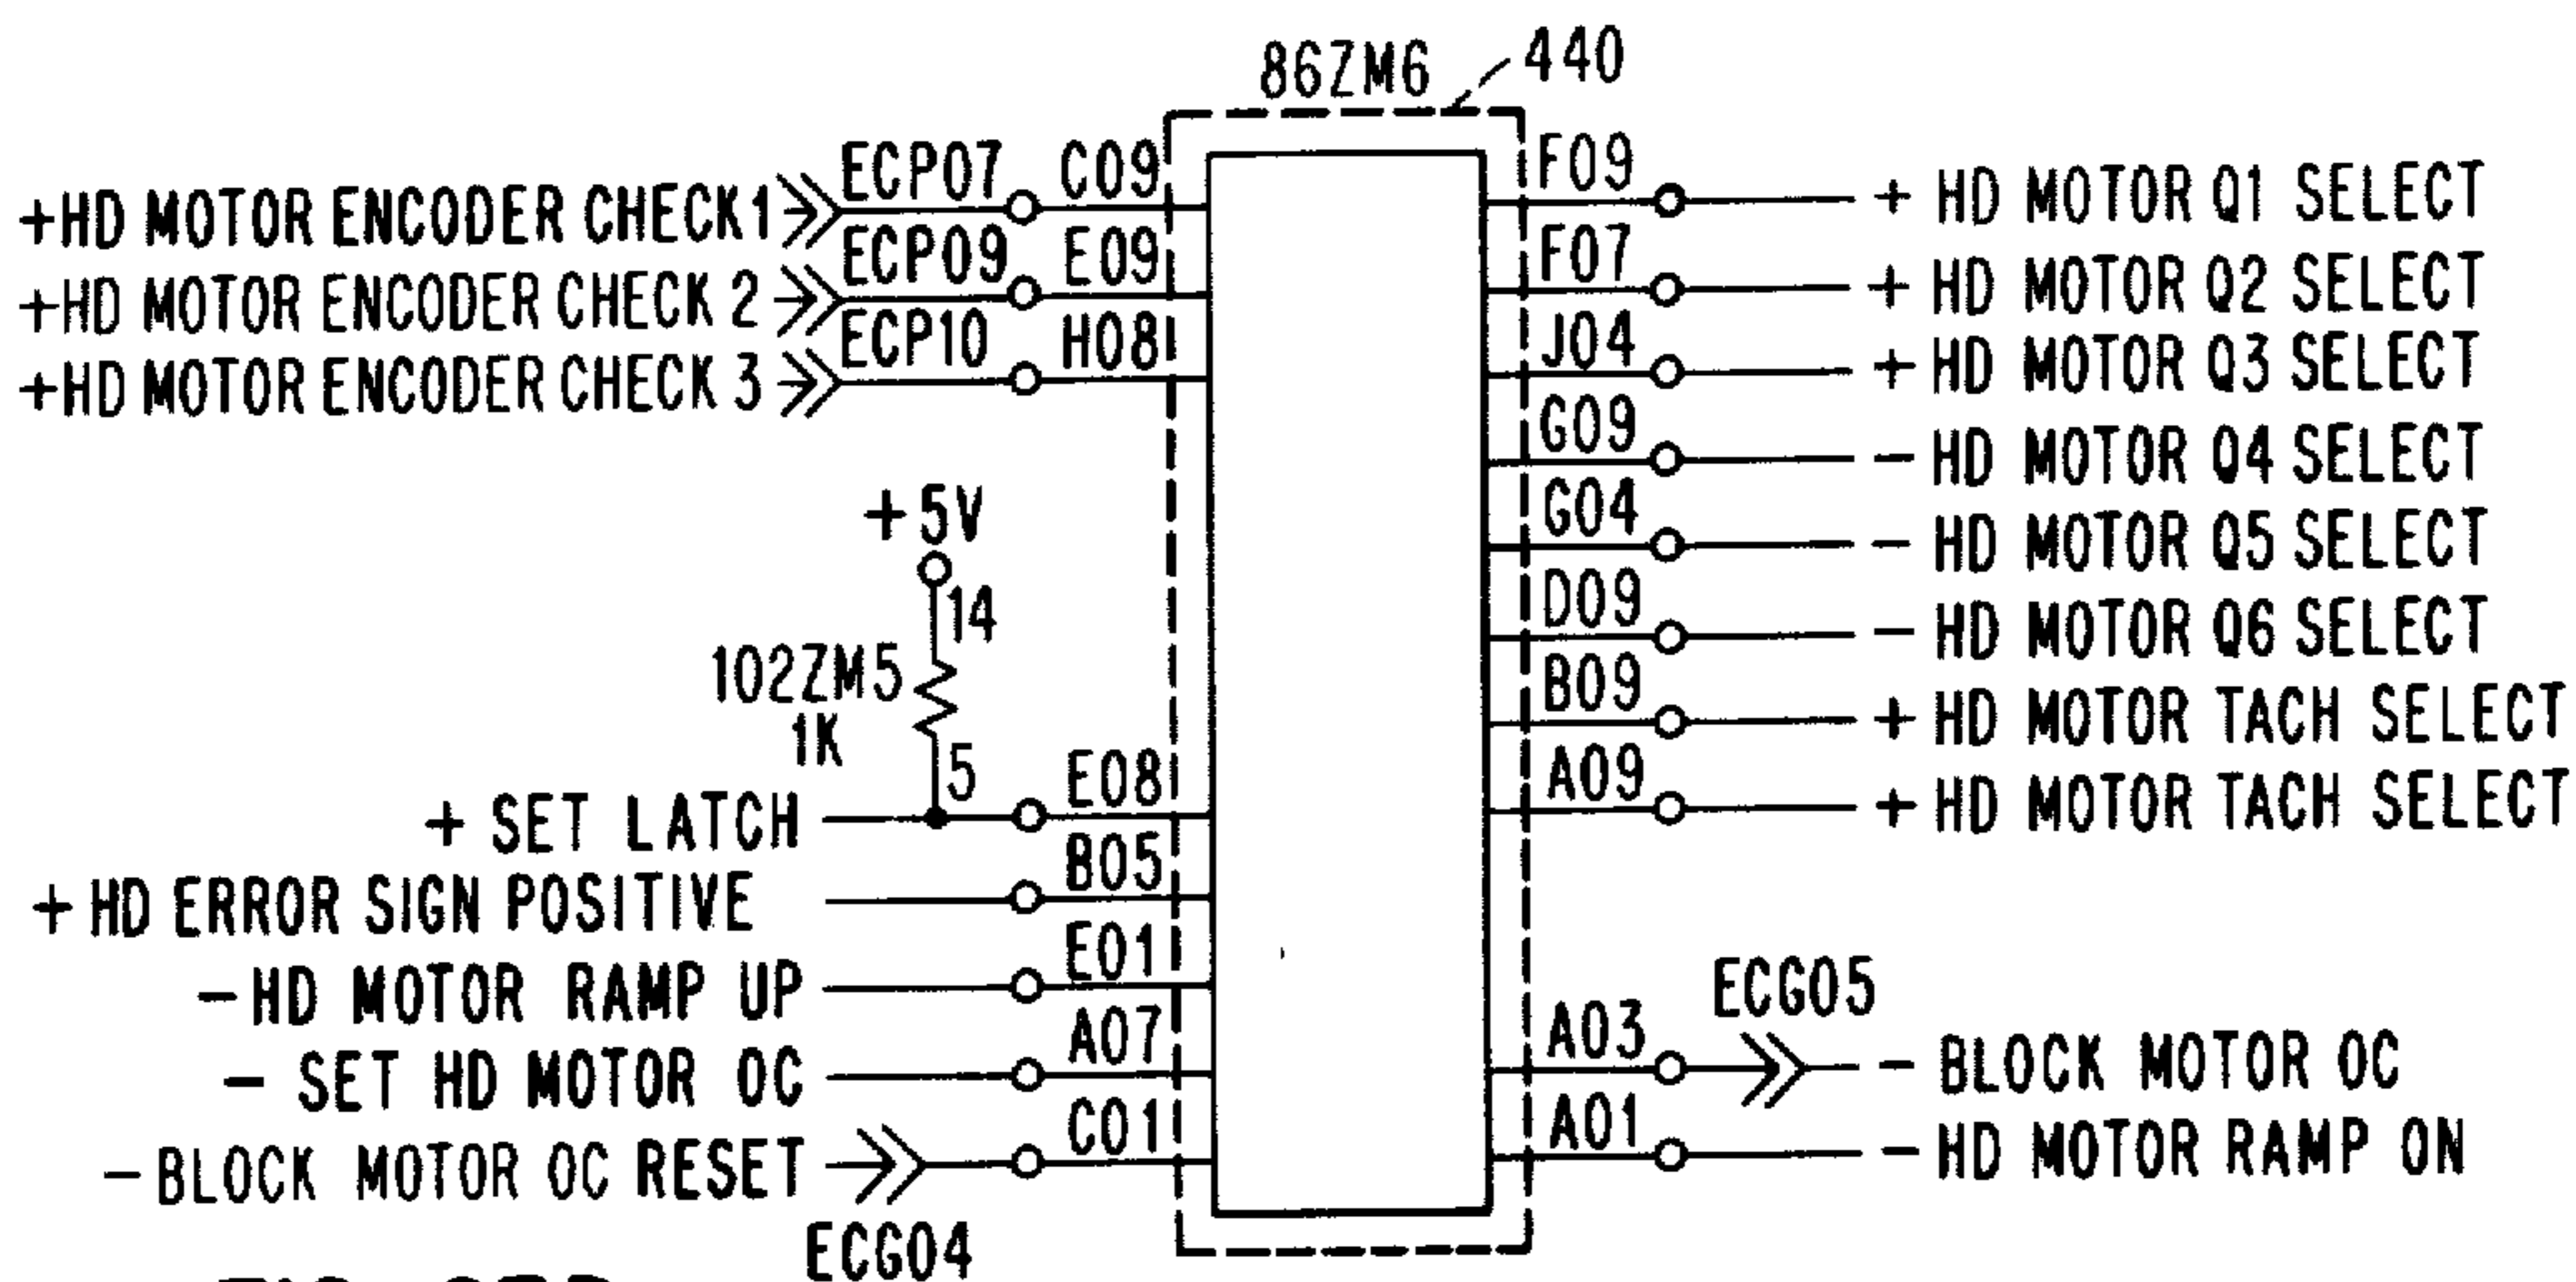 86ZM6 440
+HD MOTOR ENCODER CHECK1 ECP07 C09
+HD MOTOR ENCODER CHECK 2 ECP09 E09
+HD MOTOR ENCODER CHECK 3 ECP10 H08
+5V
14
102ZM5
1K
5
+ SET LATCH E08
+ HD ERROR SIGN POSITIVE B05
- HD MOTOR RAMP UP E01
- SET HD MOTOR OC A07
- BLOCK MOTOR OC RESET C01
ECG04
F09 + HD MOTOR Q1 SELECT
F07 + HD MOTOR Q2 SELECT
J04 + HD MOTOR Q3 SELECT
G09 - HD MOTOR Q4 SELECT
G04 - HD MOTOR Q5 SELECT
D09 - HD MOTOR Q6 SELECT
B09 + HD MOTOR TACH SELECT
A09 + HD MOTOR TACH SELECT
A03 ECG05 - BLOCK MOTOR OC
A01 - HD MOTOR RAMP ON